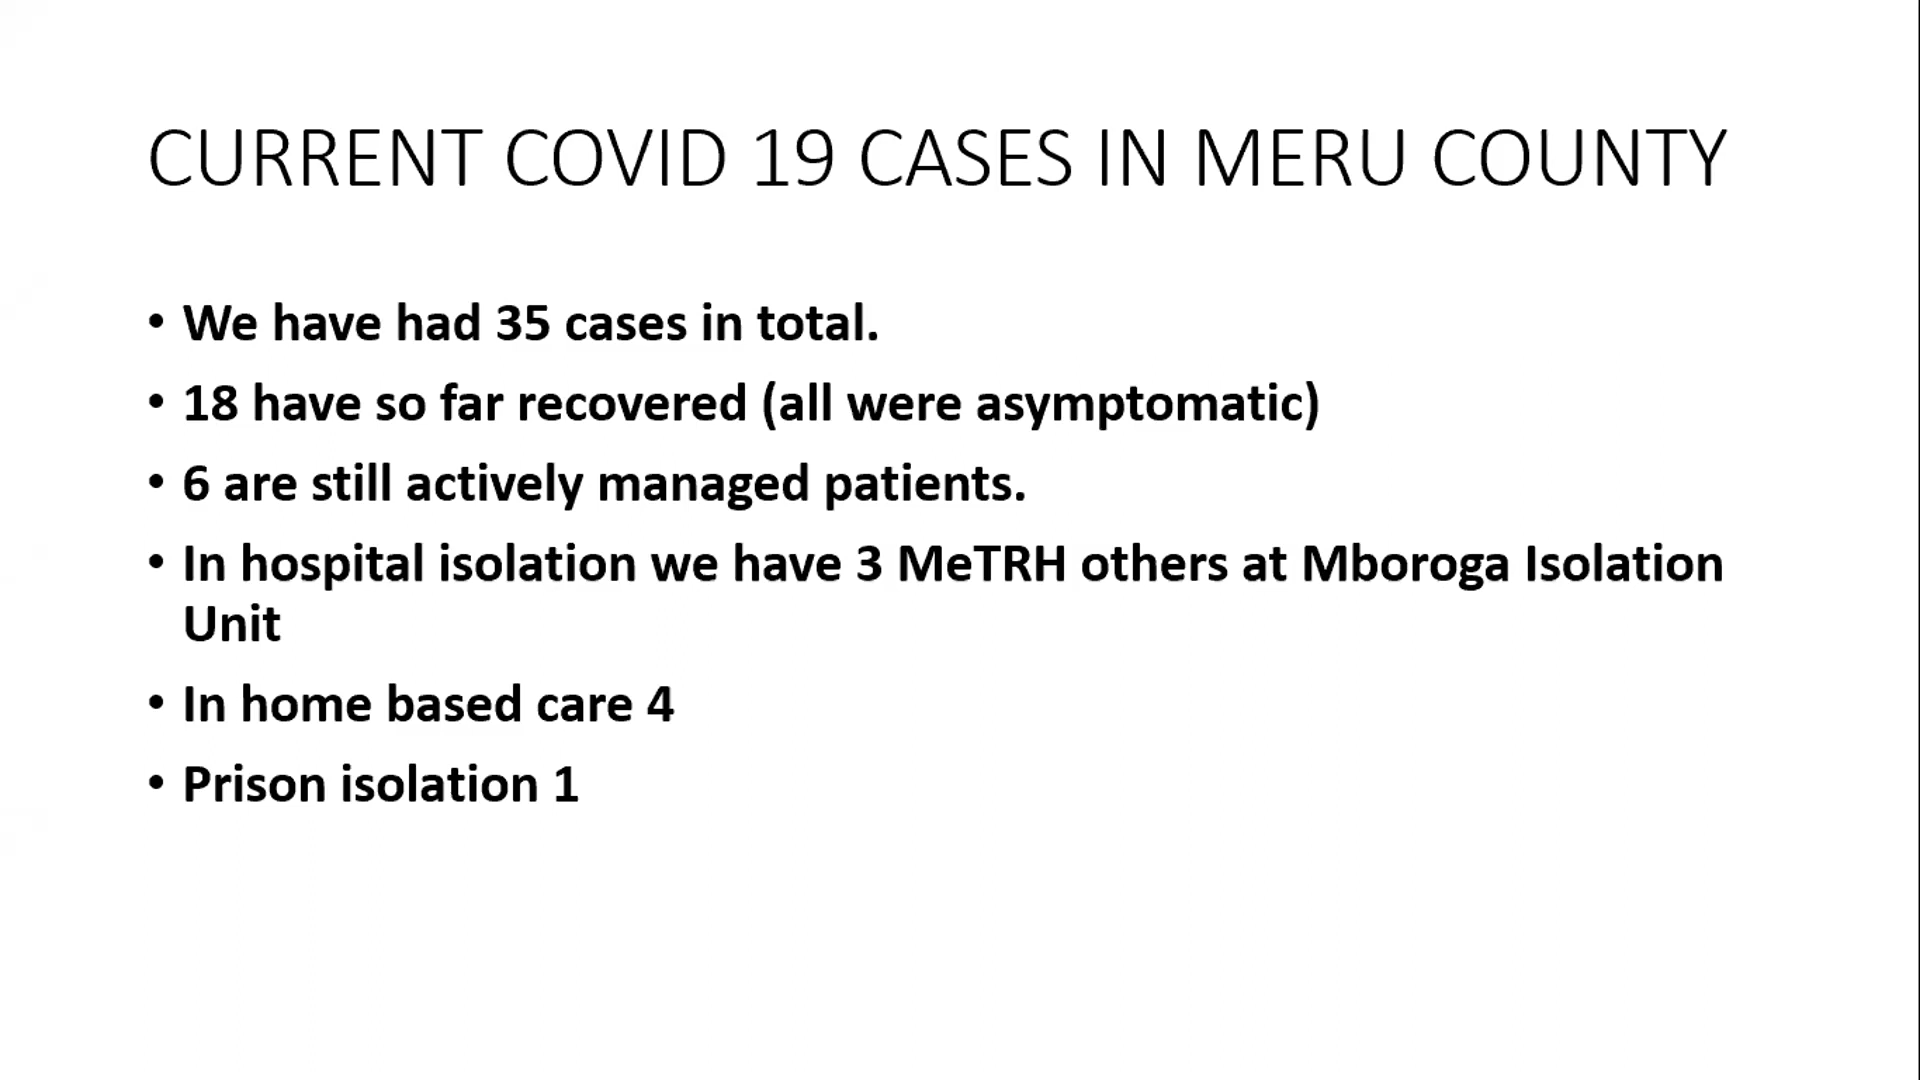 CURRENT COVID 19 CASES IN MERU COUNTY
• We have had 35 cases in total.
• 18 have so far recovered (all were asymptomatic)
• 6 are still actively managed patients.
• In hospital isolation we have 3 MeTRH others at Mboroga Isolation
Unit
• In home based care 4
• Prison isolation 1